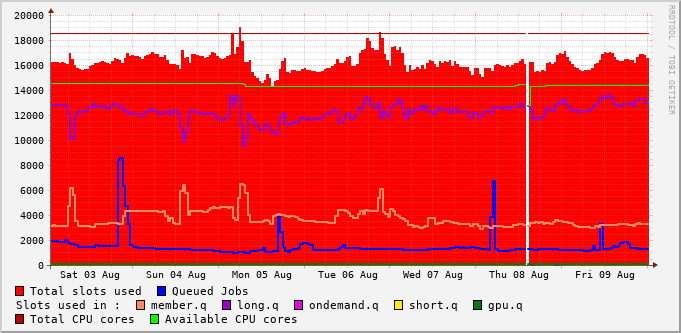 20000
18000
16000
14000
12000
10000
8000
6000
4000
2000
0
Sat 03 Aug Sun 04 Aug Mon 05 Aug Tue 06 Aug Wed 07 Aug Thu 08 Aug Fri 09 Aug
Total slots used Queued Jobs
Slots used in : member.q long.q ondemand.q short.q gpu.q
Total CPU cores Available CPU cores
RRDTOOL / TOBI OETIKER